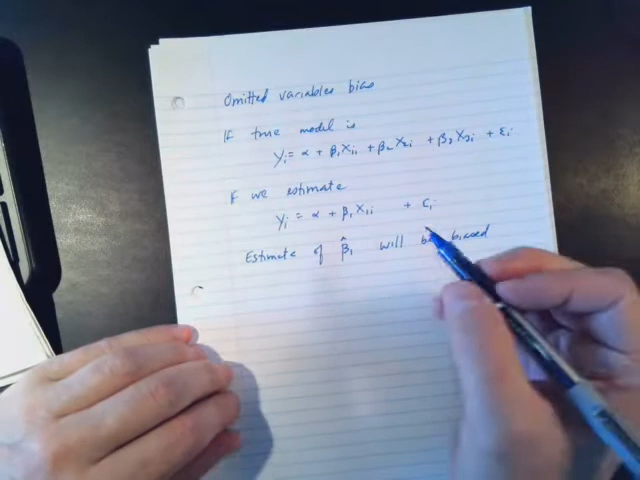 Omitted variables bias
If true model is
Yi = α + β1X1i + β2X2i + β3X3i + εi
If we estimate
Yi = α + β1X1i + εi
Estimate of β̂1 will be biased